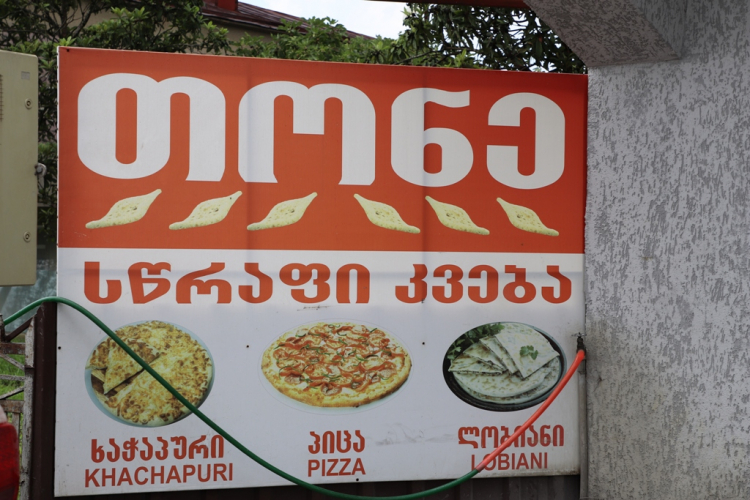 თონე
სწრაფი კვება
ხაჭაპური
KHACHAPURI
პიცა
PIZZA
ლობიანი
LOBIANI